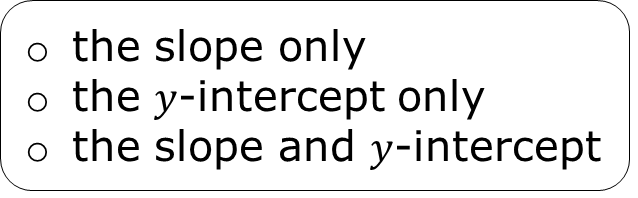 the slope only
the y-intercept only
the slope and y-intercept